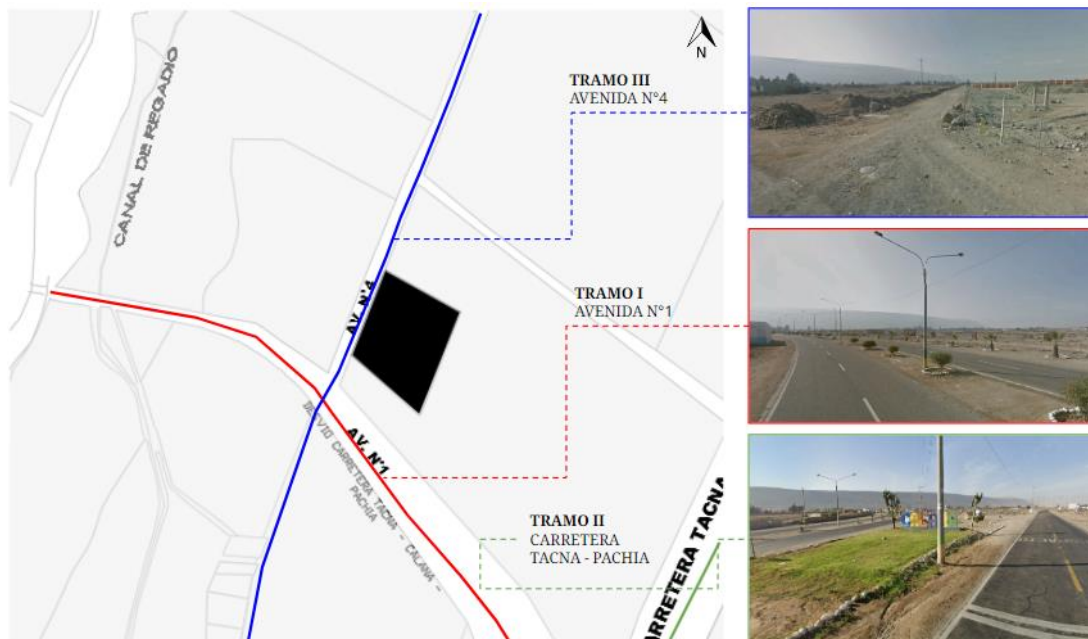 N
TRAMO III
AVENIDA N°4
CANAL DE REGADIO
AV. N°4
TRAMO I
AVENIDA N°1
AV. N°1
DESVIO CARRETERA TACNA - CALANA -
PACHIA
TRAMO II
CARRETERA
TACNA - PACHIA
CARRETERA TACNA